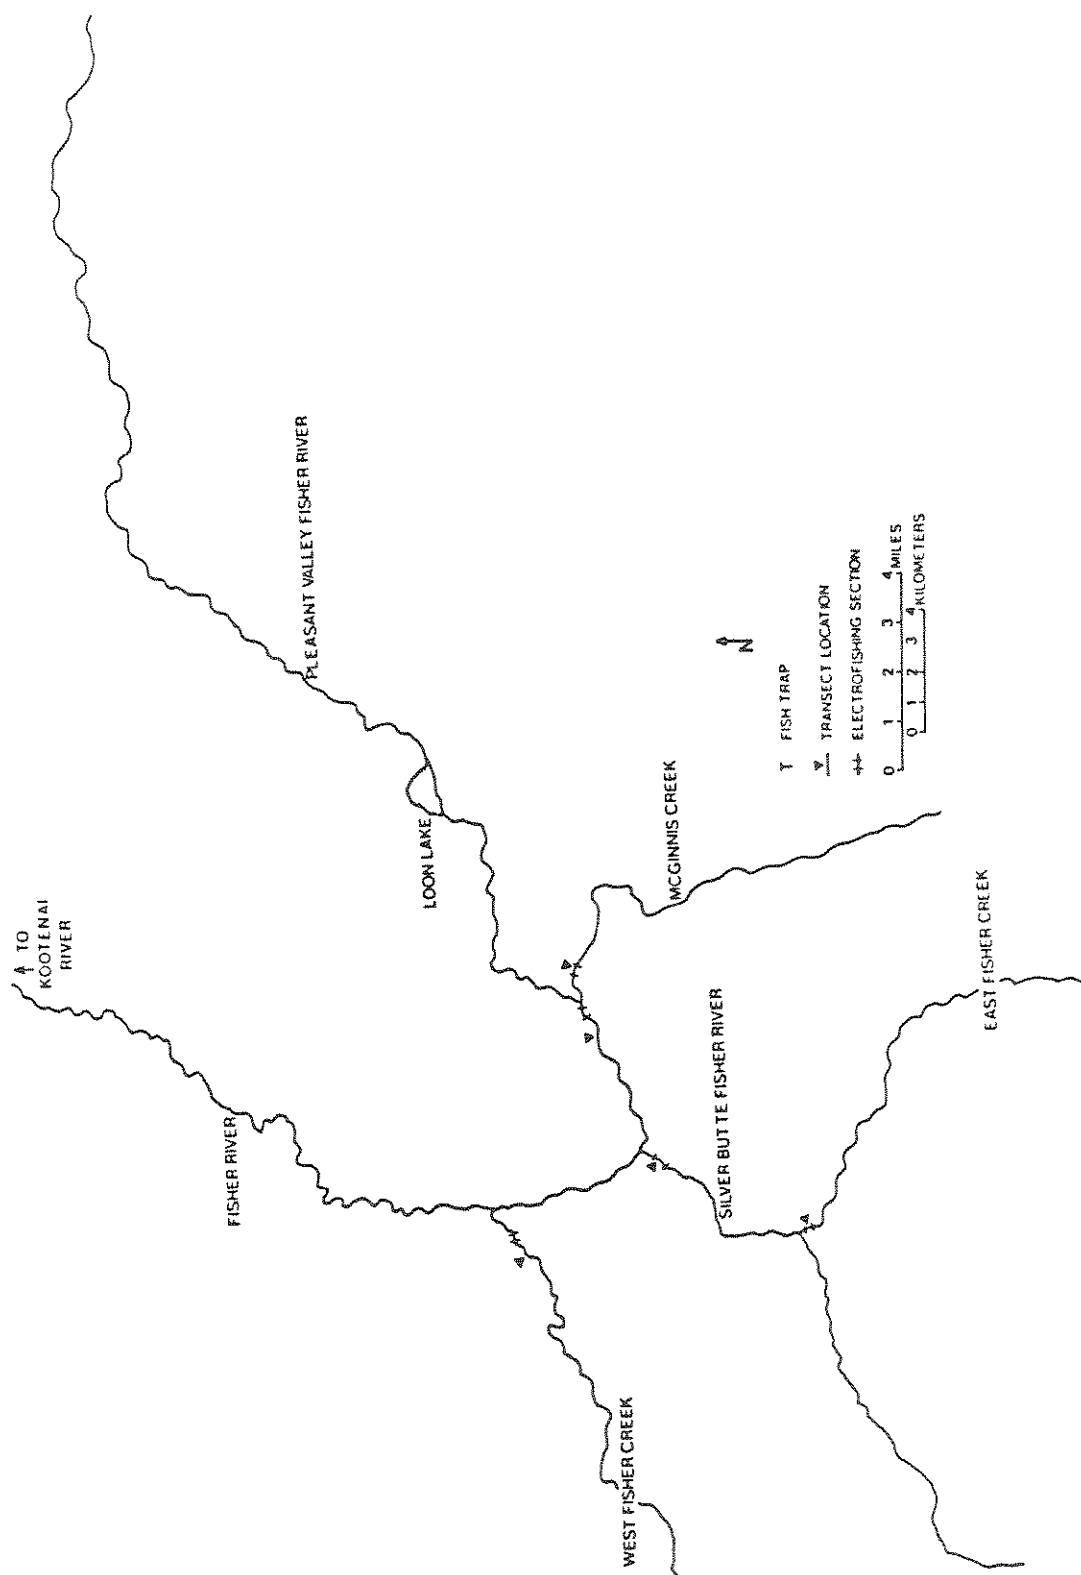 ↑ TO
KOOTENAI
RIVER
FISHER RIVER
PLEASANT VALLEY FISHER RIVER
LOON LAKE
MCGINNIS CREEK
SILVER BUTTE FISHER RIVER
EAST FISHER CREEK
WEST FISHER CREEK
N
T FISH TRAP
TRANSECT LOCATION
ELECTROFISHING SECTION
0 1 2 3 4 MILES
0 1 2 3 4 KILOMETERS